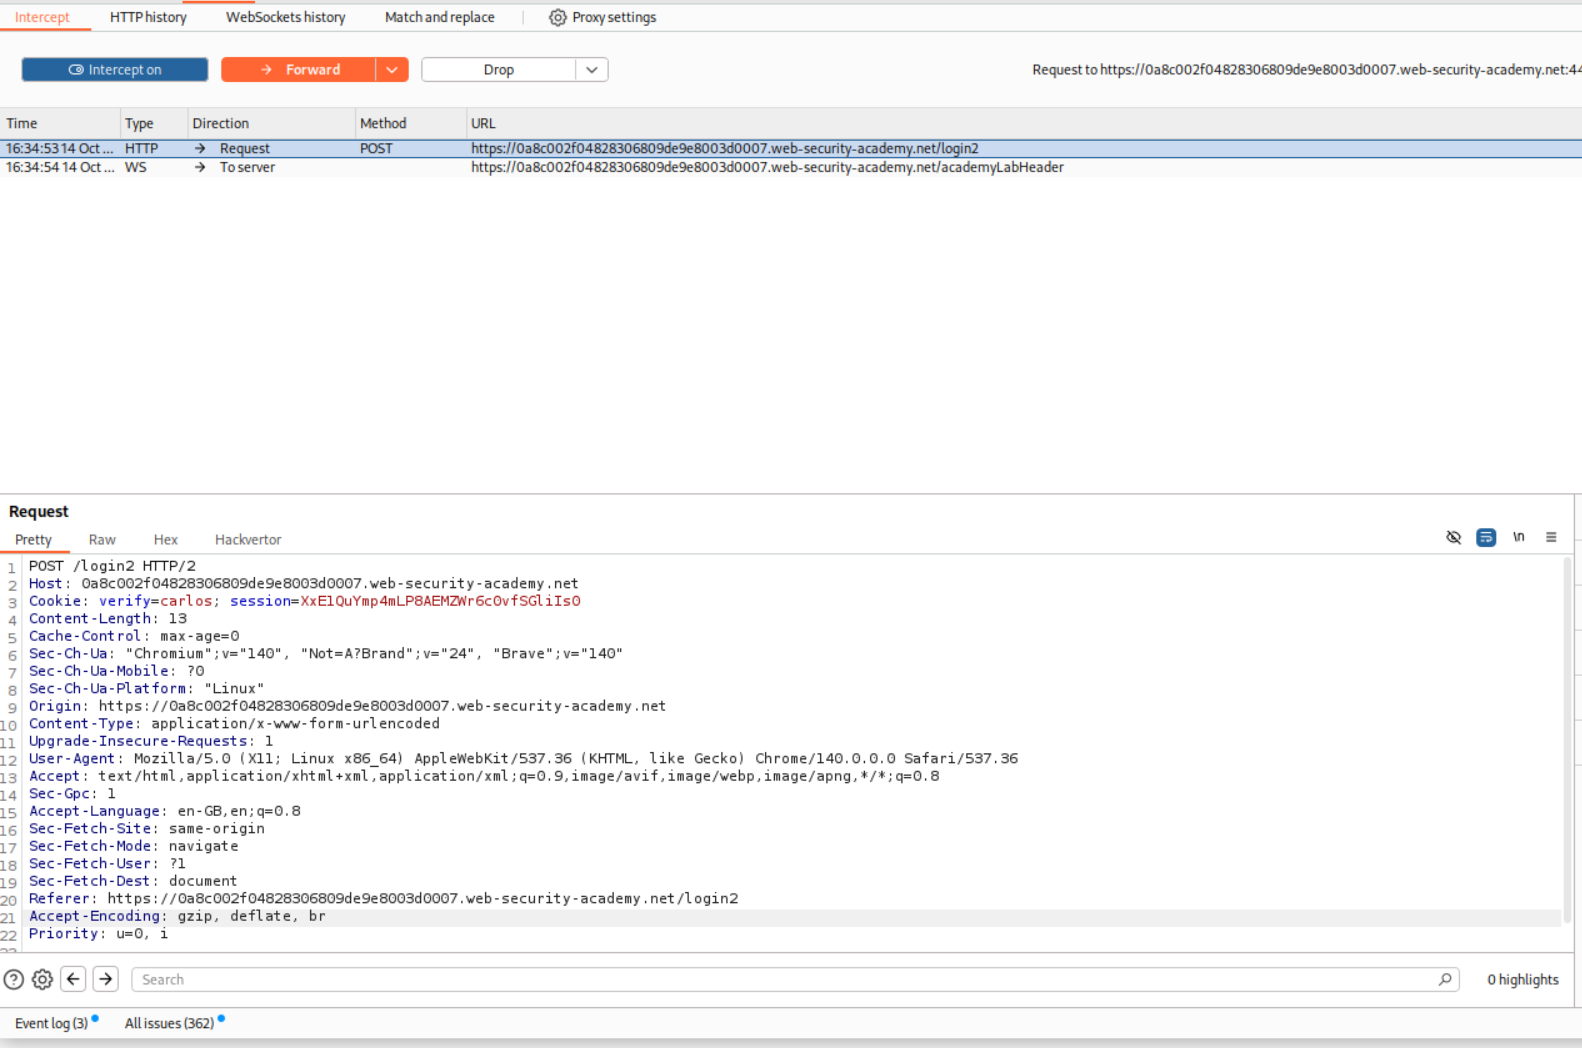 Intercept HTTP history WebSockets history Match and replace Proxy settings
Intercept on Forward Drop Request to https://0a8c002f04828306809de9e8003d0007.web-security-academy.net:44
Time Type Direction Method URL
16:34:53 14 Oct ... HTTP → Request POST https://0a8c002f04828306809de9e8003d0007.web-security-academy.net/login2
16:34:54 14 Oct ... WS → To server https://0a8c002f04828306809de9e8003d0007.web-security-academy.net/academyLabHeader
Request
Pretty Raw Hex Hackvertor \n
1 POST /login2 HTTP/2
2 Host: 0a8c002f04828306809de9e8003d0007.web-security-academy.net
3 Cookie: verify=carlos; session=XxElQuYmp4mLP8AEMZWr6c0vfSGliIs0
4 Content-Length: 13
5 Cache-Control: max-age=0
6 Sec-Ch-Ua: "Chromium";v="140", "Not=A?Brand";v="24", "Brave";v="140"
7 Sec-Ch-Ua-Mobile: ?0
8 Sec-Ch-Ua-Platform: "Linux"
9 Origin: https://0a8c002f04828306809de9e8003d0007.web-security-academy.net
10 Content-Type: application/x-www-form-urlencoded
11 Upgrade-Insecure-Requests: 1
12 User-Agent: Mozilla/5.0 (X11; Linux x86_64) AppleWebKit/537.36 (KHTML, like Gecko) Chrome/140.0.0.0 Safari/537.36
13 Accept: text/html,application/xhtml+xml,application/xml;q=0.9,image/avif,image/webp,image/apng,*/*;q=0.8
14 Sec-Gpc: 1
15 Accept-Language: en-GB,en;q=0.8
16 Sec-Fetch-Site: same-origin
17 Sec-Fetch-Mode: navigate
18 Sec-Fetch-User: ?1
19 Sec-Fetch-Dest: document
20 Referer: https://0a8c002f04828306809de9e8003d0007.web-security-academy.net/login2
21 Accept-Encoding: gzip, deflate, br
22 Priority: u=0, i
Search 0 highlights
Event log (3) All issues (362)